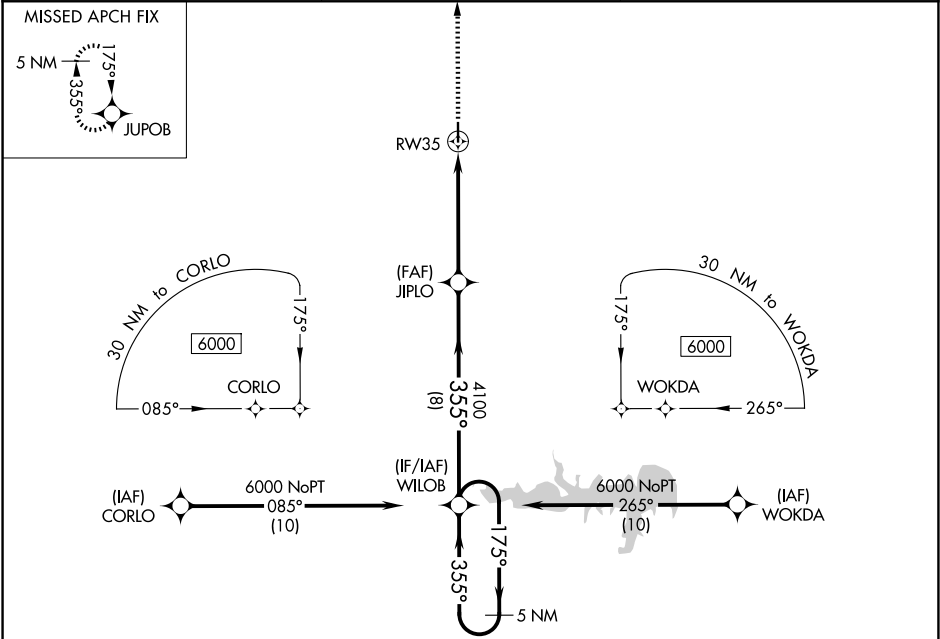 MISSED APCH FIX
5 NM
175°
355°
JUPOB
RW35
(FAF)
JIPLO
30 NM to CORLO
175°
6000
CORLO
085°
30 NM to WOKDA
175°
6000
WOKDA
265°
4100
355°
(8)
(IF/IAF)
WILOB
(IAF)
CORLO
6000 NoPT
085°
(10)
6000 NoPT
265°
(10)
(IAF)
WOKDA
175°
355°
5 NM